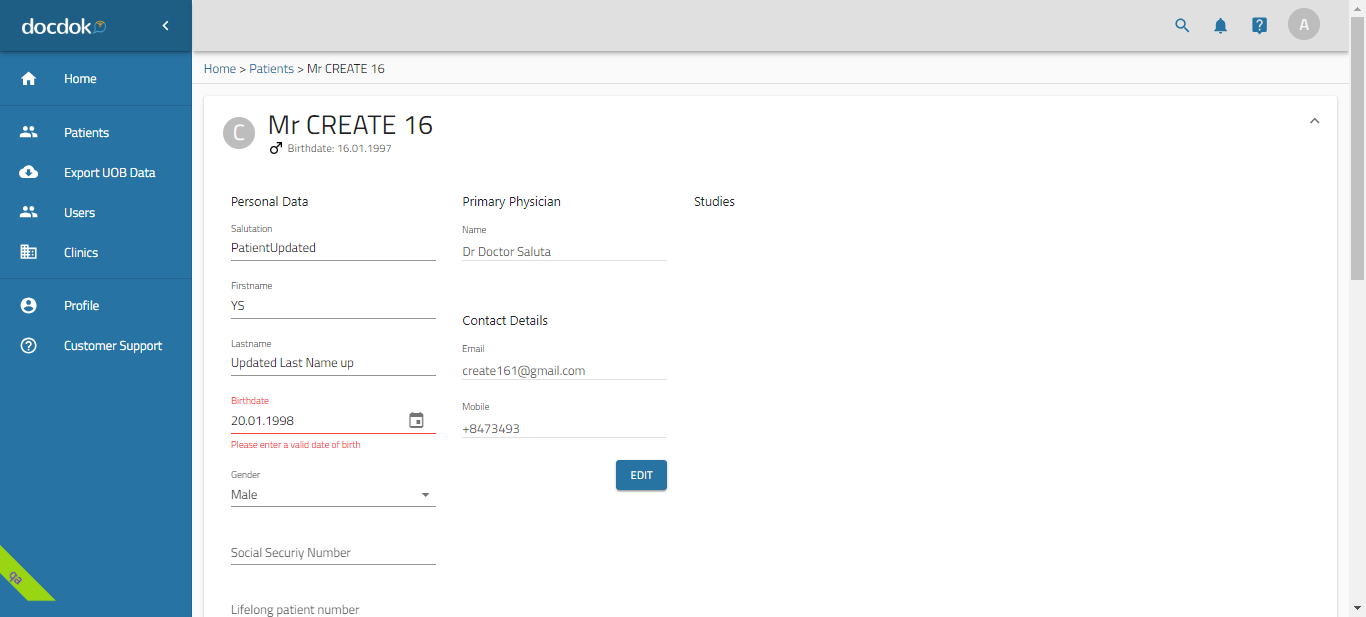 docdok
A
Home
Patients
Export UOB Data
Users
Clinics
Profile
Customer Support
qa
Home > Patients > Mr CREATE 16
C
Mr CREATE 16
Birthdate: 16.01.1997
Personal Data
Salutation
PatientUpdated
Firstname
YS
Lastname
Updated Last Name up
Birthdate
20.01.1998
Please enter a valid date of birth
Gender
Male
Social Securiy Number
Lifelong patient number
Primary Physician
Name
Dr Doctor Saluta
Contact Details
Email
create161@gmail.com
Mobile
+8473493
EDIT
Studies